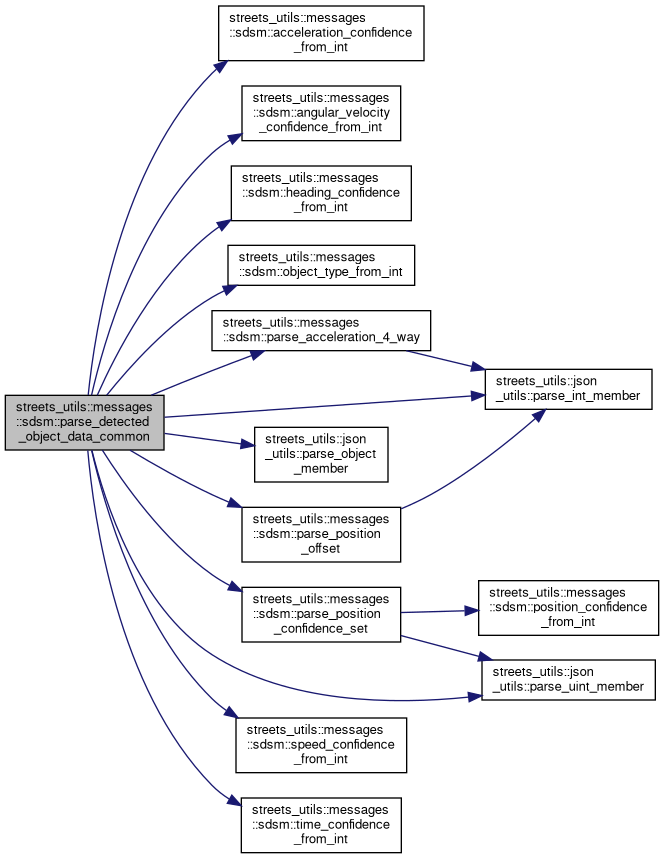 streets_utils::messages
::sdsm::acceleration_confidence
_from_int
streets_utils::messages
::sdsm::angular_velocity
_confidence_from_int
streets_utils::messages
::sdsm::heading_confidence
_from_int
streets_utils::messages
::sdsm::object_type_from_int
streets_utils::messages
::sdsm::parse_acceleration_4_way
streets_utils::json
_utils::parse_int_member
streets_utils::messages
::sdsm::parse_detected
_object_data_common
streets_utils::json
_utils::parse_object
_member
streets_utils::messages
::sdsm::parse_position
_offset
streets_utils::messages
::sdsm::parse_position
_confidence_set
streets_utils::messages
::sdsm::position_confidence
_from_int
streets_utils::json
_utils::parse_uint_member
streets_utils::messages
::sdsm::speed_confidence
_from_int
streets_utils::messages
::sdsm::time_confidence
_from_int